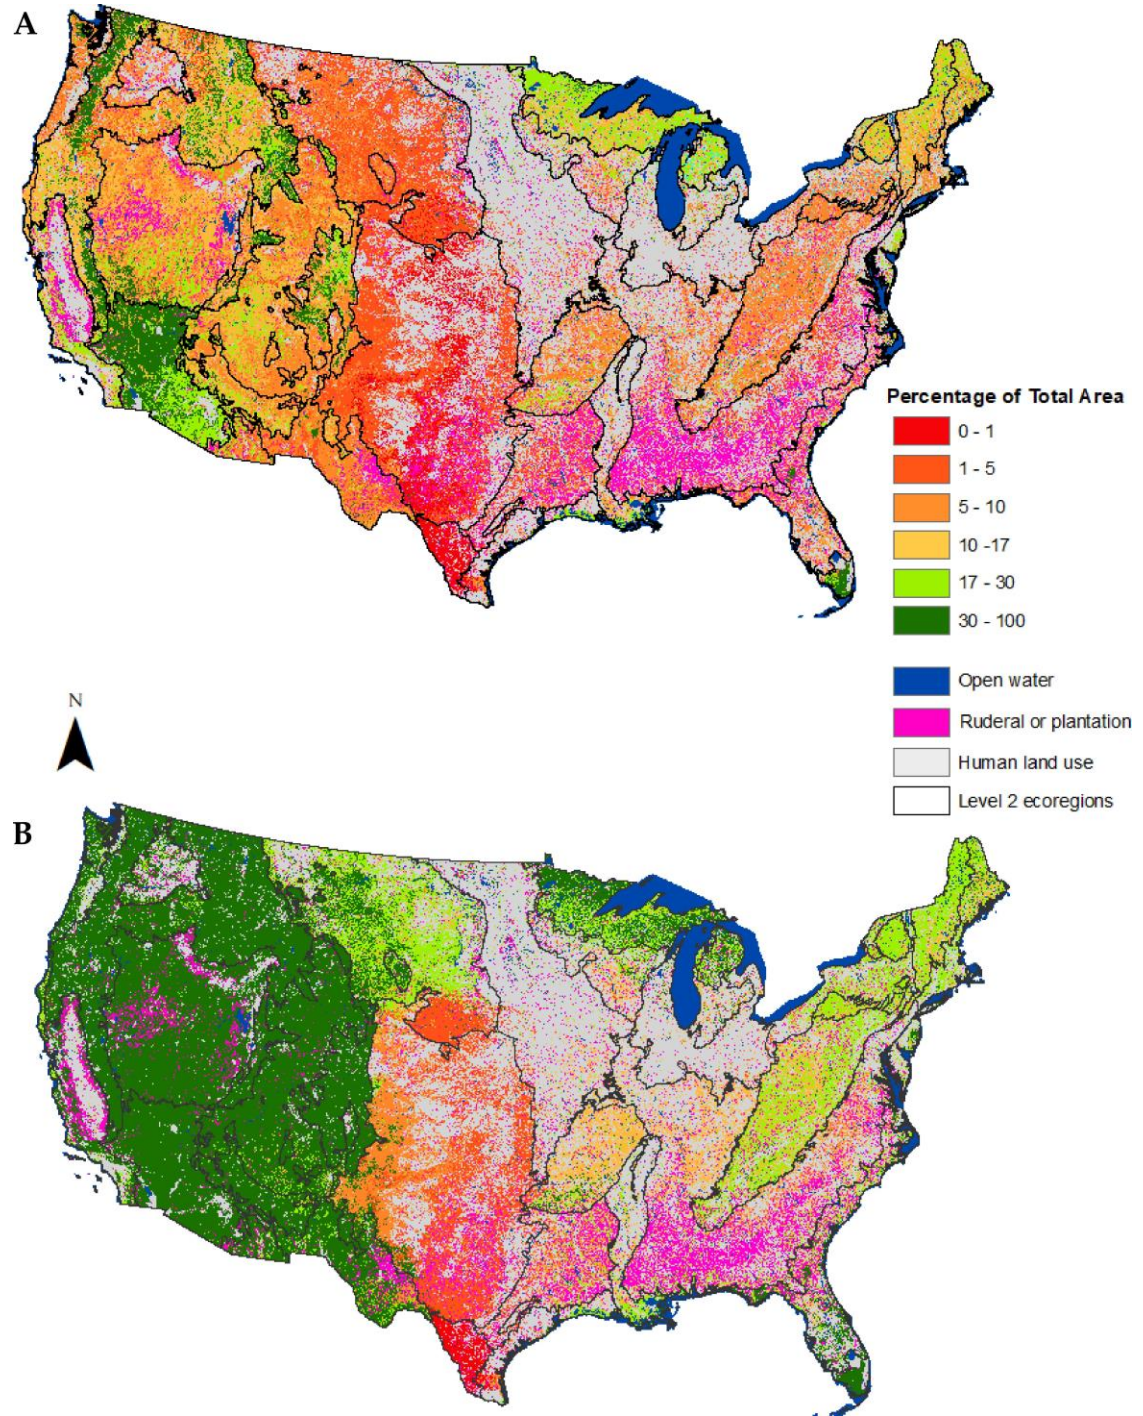 A
Percentage of Total Area
0 - 1
1 - 5
5 - 10
10 -17
17 - 30
30 - 100
Open water
Ruderal or plantation
Human land use
Level 2 ecoregions
N
B